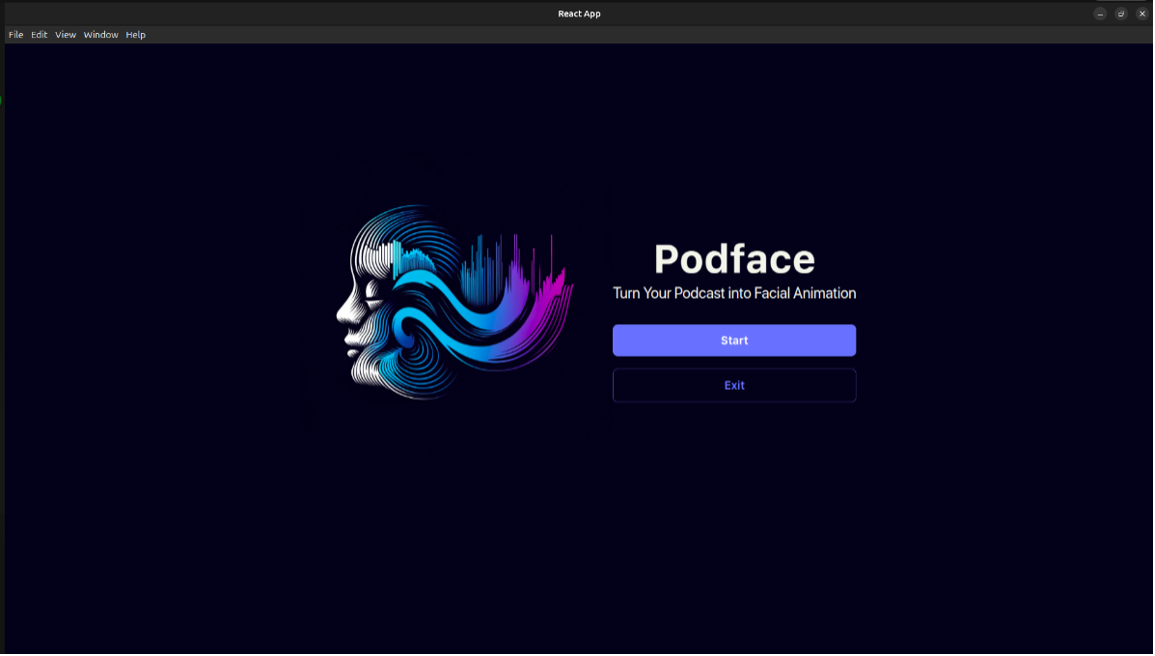 React App
File Edit View Window Help
Podface
Turn Your Podcast into Facial Animation
Start
Exit